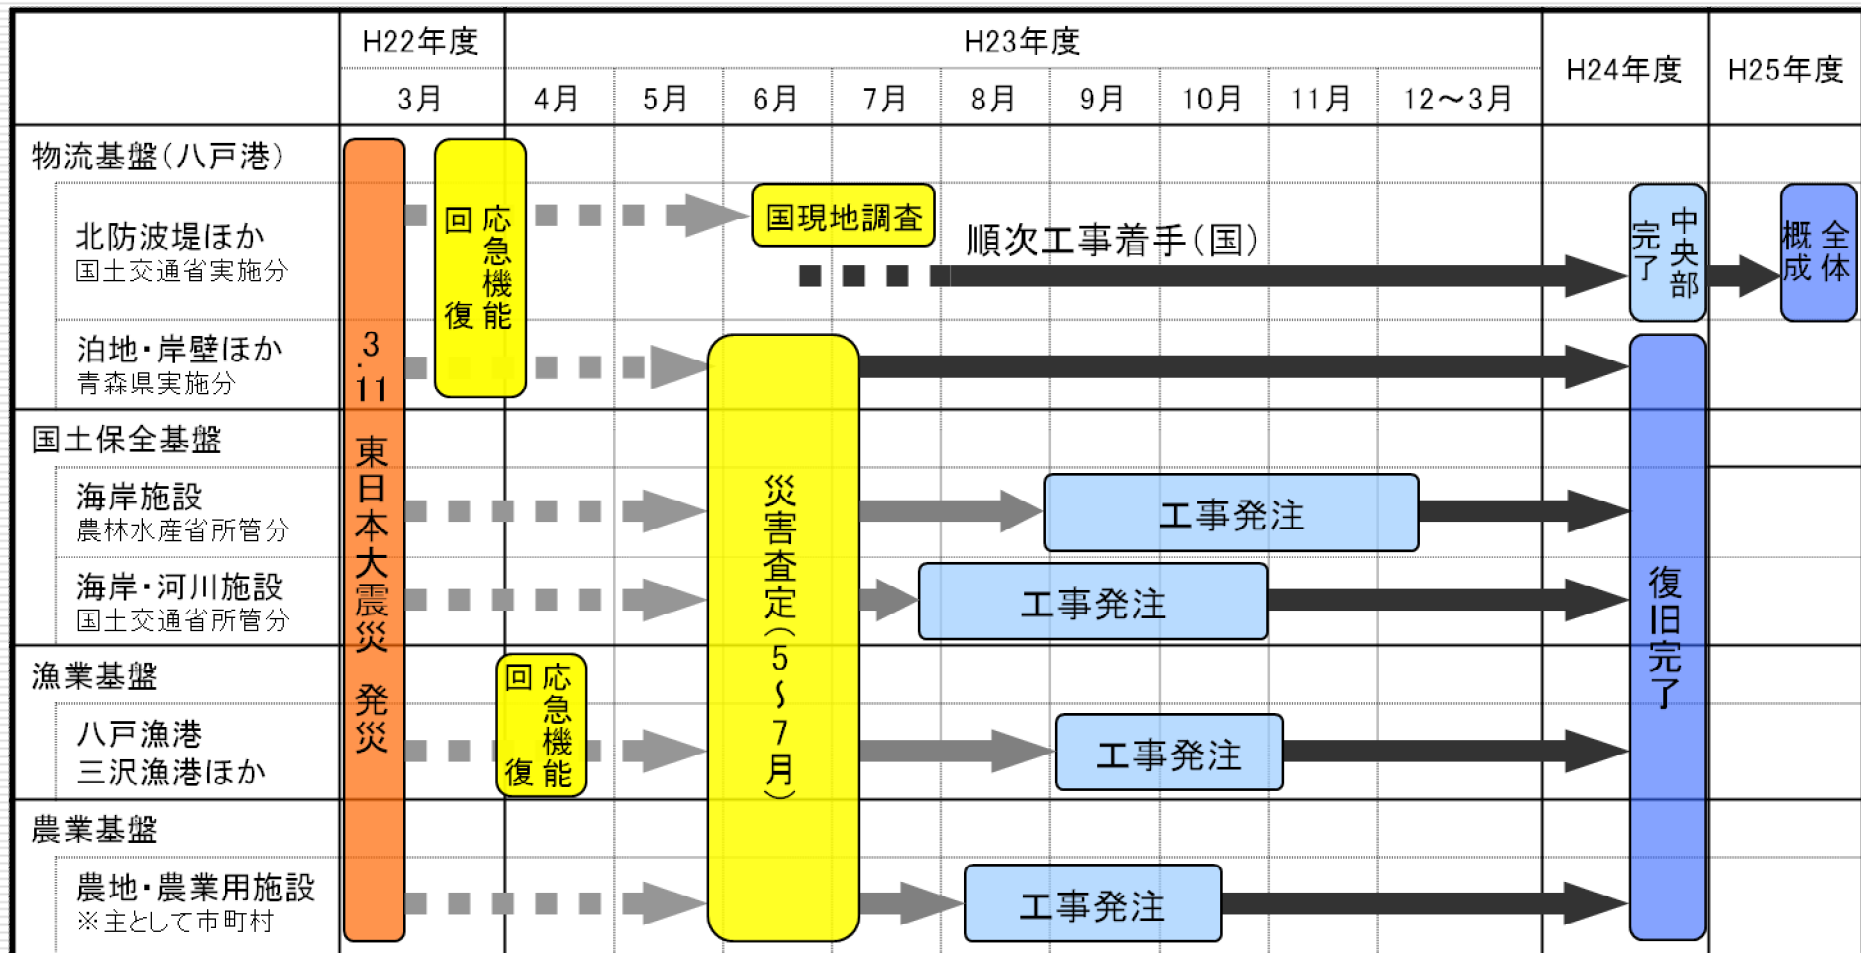 H22年度
H23年度
H24年度
H25年度
3月
4月
5月
6月
7月
8月
9月
10月
11月
12～3月
物流基盤(八戸港)
北防波堤ほか
国土交通省実施分
泊地・岸壁ほか
青森県実施分
国土保全基盤
海岸施設
農林水産省所管分
海岸・河川施設
国土交通省所管分
漁業基盤
八戸漁港
三沢漁港ほか
農業基盤
農地・農業用施設
※主として市町村
3.11 東日本大震災 発災
応急機能
回復
国現地調査
順次工事着手(国)
中央部
完了
全体
概成
災害査定(5～7月)
工事発注
工事発注
応急機能
回復
工事発注
工事発注
復旧完了